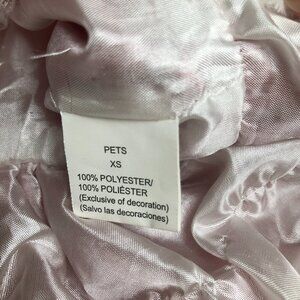 PETS
XS
100% POLYESTER/
100% POLIÉSTER
(Exclusive of decoration)
(Salvo las decoraciones)